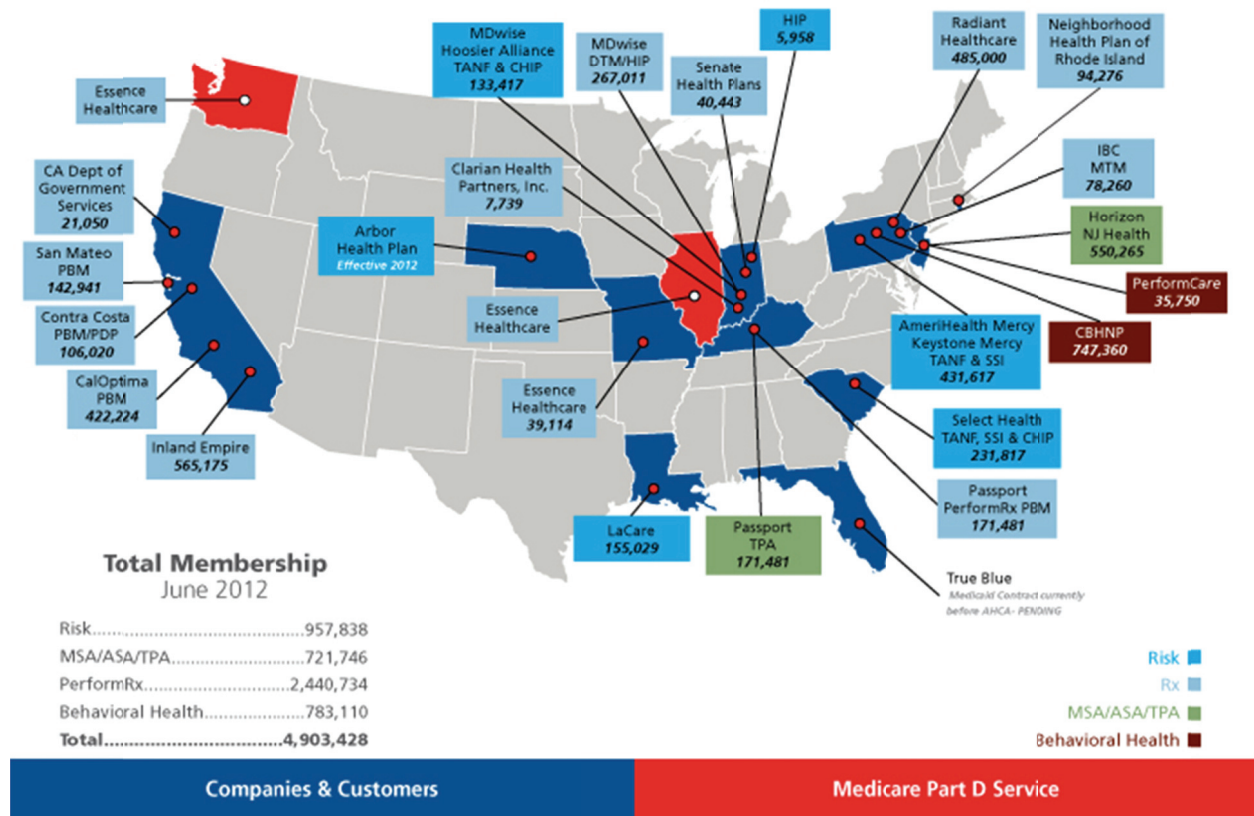 Essence
Healthcare
CA Dept of
Government
Services
21,050
San Mateo
PBM
142,941
Contra Costa
PBM/PDP
106,020
CalOptima
PBM
422,224
Inland Empire
565,175
MDwise
Hoosier Alliance
TANF & CHIP
133,417
MDwise
DTM/HIP
267,011
Senate
Health Plans
40,443
HIP
5,958
Radiant
Healthcare
485,000
Neighborhood
Health Plan of
Rhode Island
94,276
Clarian Health
Partners, Inc.
7,739
Arbor
Health Plan
Effective 2012
Essence
Healthcare
Essence
Healthcare
39,114
IBC
MTM
78,260
Horizon
NJ Health
550,265
PerformCare
35,750
CBHNP
747,360
AmeriHealth Mercy
Keystone Mercy
TANF & SSI
431,617
Select Health
TANF, SSI & CHIP
231,817
Passport
PerformRx PBM
171,481
LaCare
155,029
Passport
TPA
171,481
True Blue
Medicaid Contract currently
before AHCA- PENDING
Total Membership
June 2012
Risk...............................................957,838
MSA/ASA/TPA............................721,746
PerformRx.............................2,440,734
Behavioral Health......................783,110
Total......................................4,903,428
Risk
Rx
MSA/ASA/TPA
Behavioral Health
Companies & Customers
Medicare Part D Service